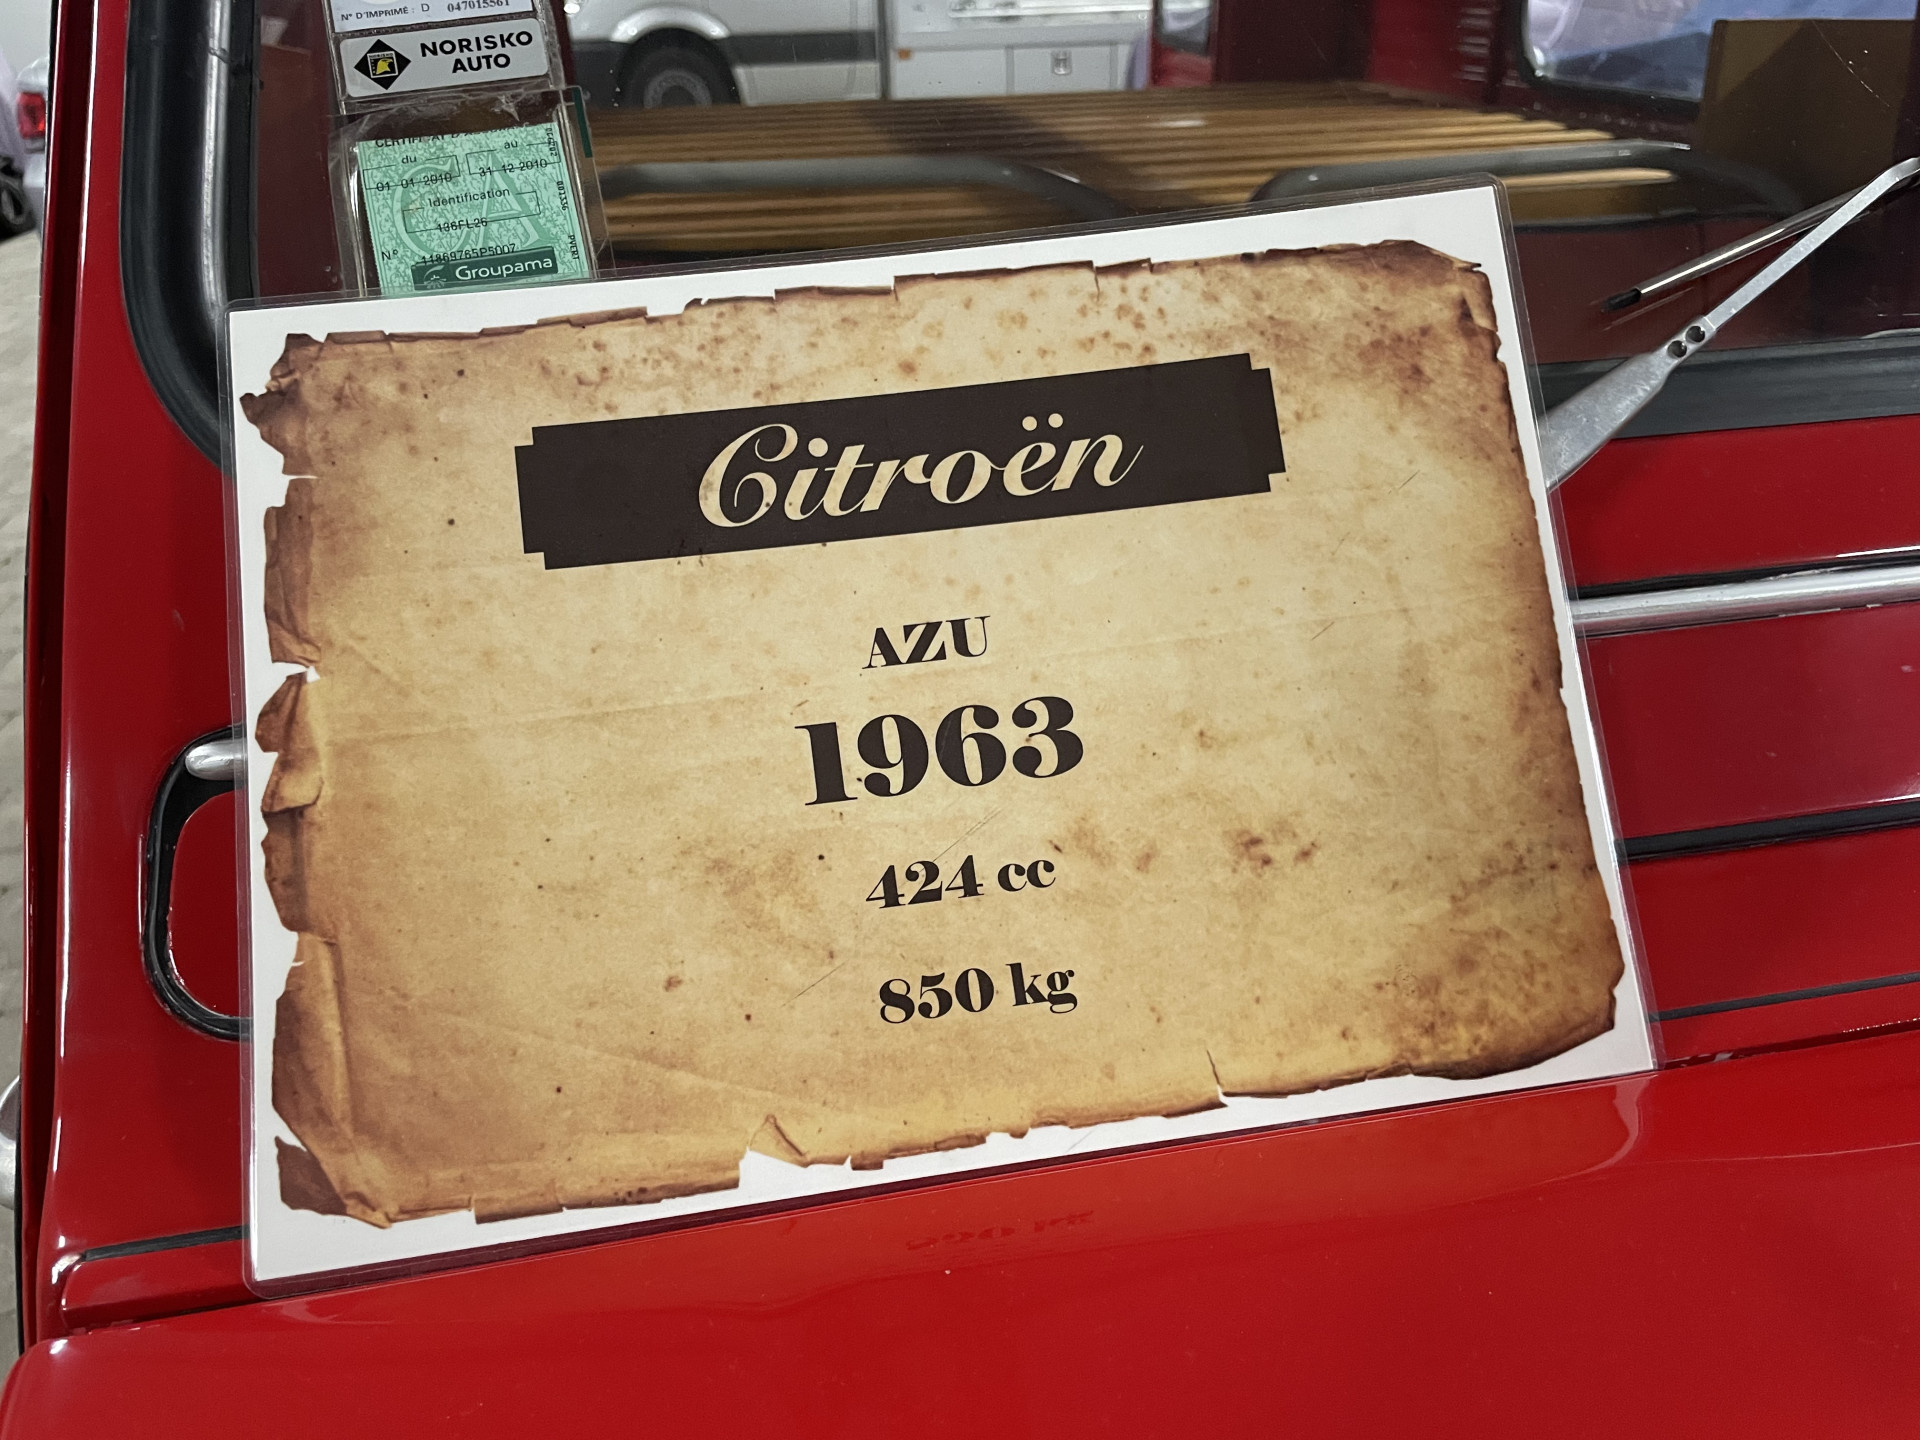 N° D'IMPRIMÉ : D 047015561
NORISKO
AUTO
du au
01 01 2010 31 12 2010
Identification
136FL26
N° 11869765P5007
Groupama
Citroën
AZU
1963
424 cc
850 kg